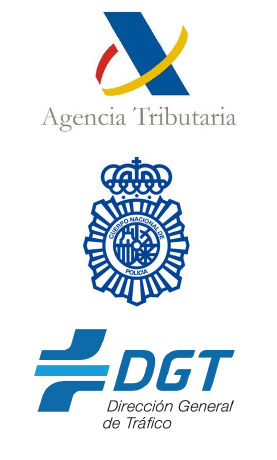 Agencia Tributaria
CUERPO NACIONAL DE
POLICIA
DGT
Dirección General
de Tráfico